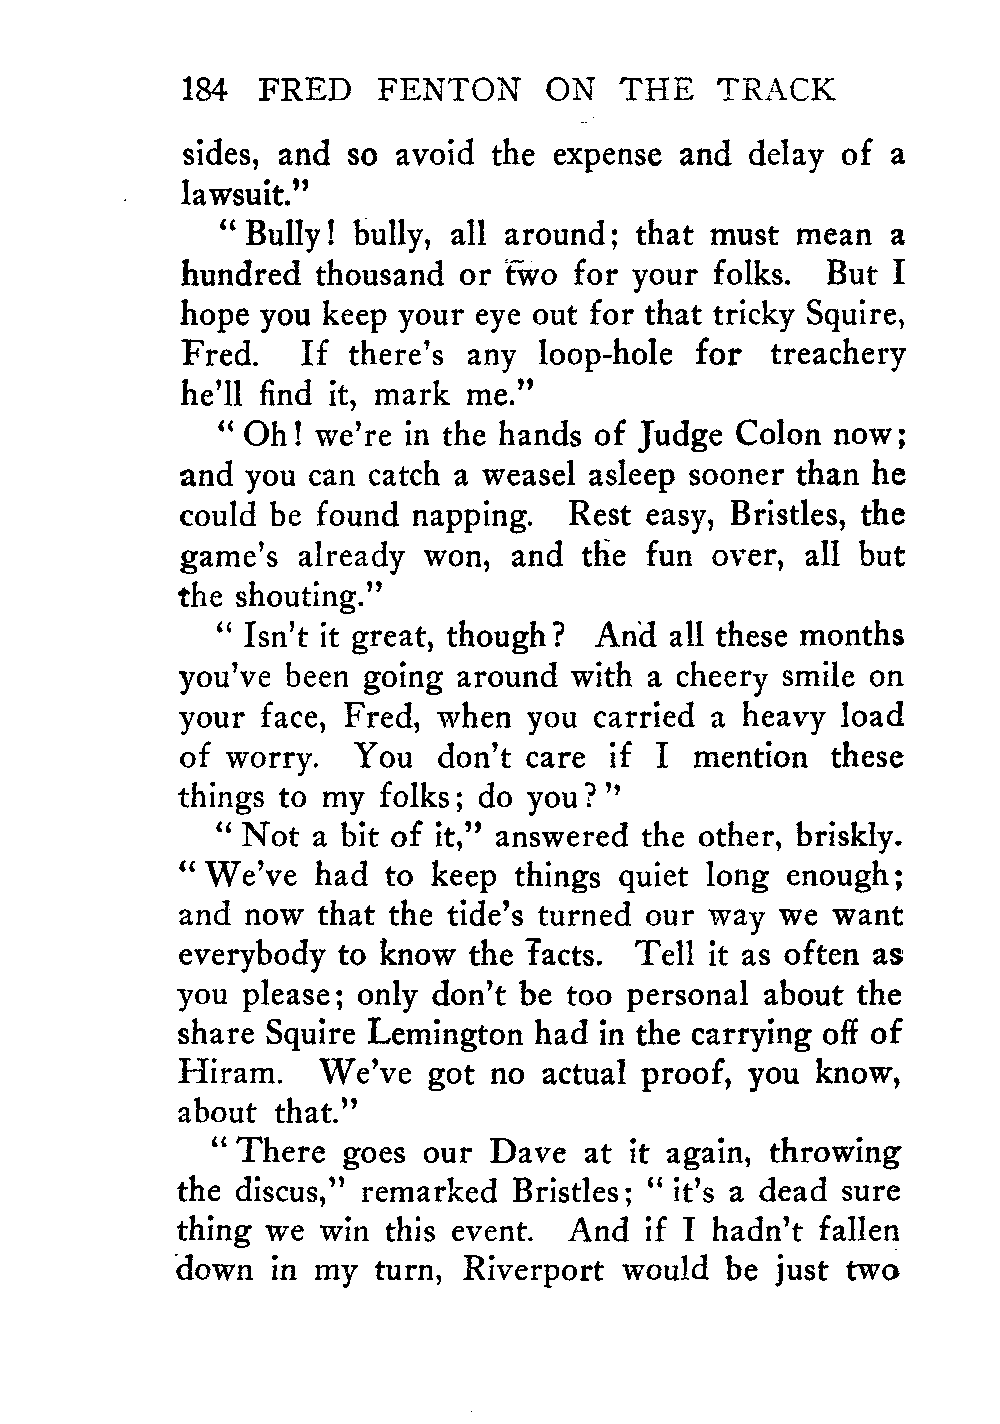 184 FRED FENTON ON THE TRACK
sides, and so avoid the expense and delay of a
lawsuit."
"Bully! bully, all around; that must mean a
hundred thousand or two for your folks. But I
hope you keep your eye out for that tricky Squire,
Fred. If there's any loop-hole for treachery
he'll find it, mark me."
"Oh! we're in the hands of Judge Colon now;
and you can catch a weasel asleep sooner than he
could be found napping. Rest easy, Bristles, the
game's already won, and the fun over, all but
the shouting."
"Isn't it great, though? And all these months
you've been going around with a cheery smile on
your face, Fred, when you carried a heavy load
of worry. You don't care if I mention these
things to my folks; do you?"
"Not a bit of it," answered the other, briskly.
"We've had to keep things quiet long enough;
and now that the tide's turned our way we want
everybody to know the facts. Tell it as often as
you please; only don't be too personal about the
share Squire Lemington had in the carrying off of
Hiram. We've got no actual proof, you know,
about that."
"There goes our Dave at it again, throwing
the discus," remarked Bristles; "it's a dead sure
thing we win this event. And if I hadn't fallen
down in my turn, Riverport would be just two